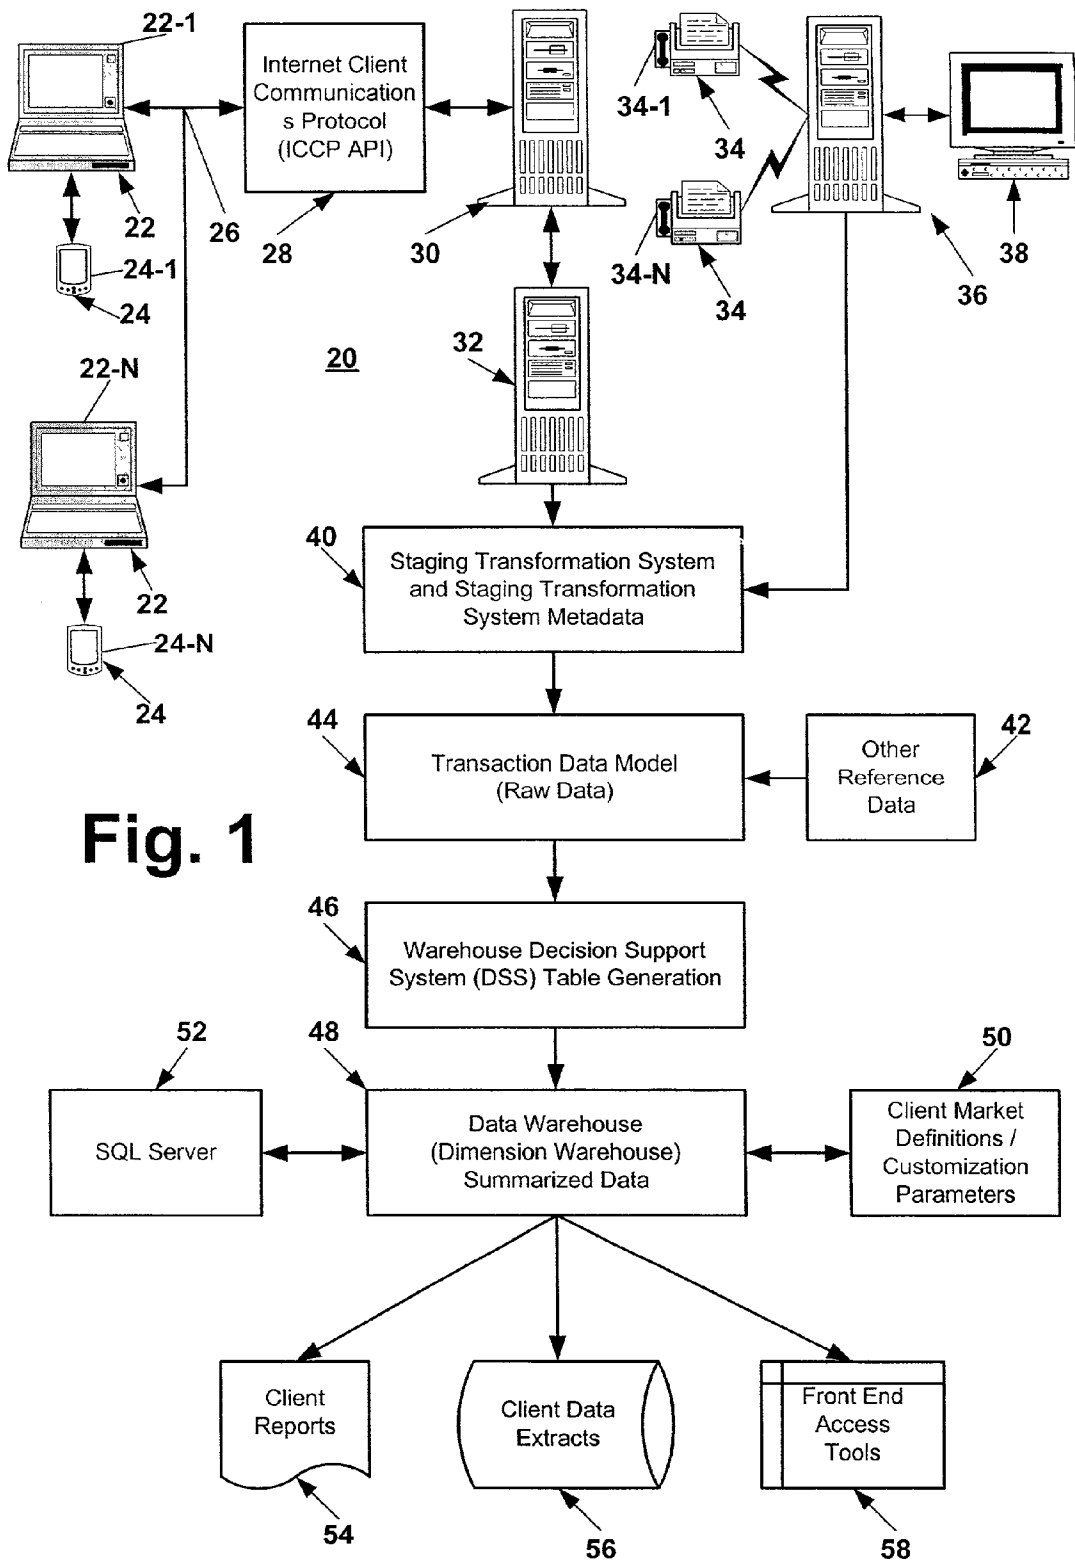 22-1
Internet Client
Communication
s Protocol
(ICCP API)
34-1
34
22
26
28
30
34-N
34
36
38
24-1
24
20
32
22-N
22
24-N
24
40
Staging Transformation System
and Staging Transformation
System Metadata
44
Transaction Data Model
(Raw Data)
Other
Reference
Data
42
Fig. 1
46
Warehouse Decision Support
System (DSS) Table Generation
52
48
50
SQL Server
Data Warehouse
(Dimension Warehouse)
Summarized Data
Client Market
Definitions /
Customization
Parameters
Client
Reports
Client Data
Extracts
Front End
Access
Tools
54
56
58